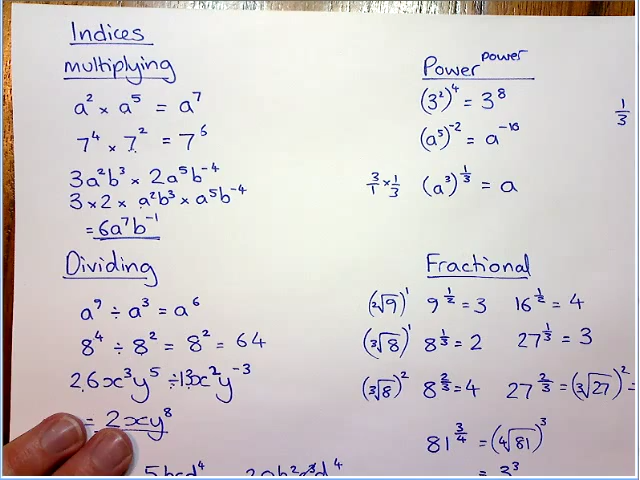 Indices
multiplying
a² × a⁵ = a⁷
7⁴ × 7² = 7⁶
3a²b³ × 2a⁵b⁻⁴
3 × 2 × a²b³ × a⁵b⁻⁴
= 6a⁷b⁻¹
Dividing
a⁹ ÷ a³ = a⁶
8⁴ ÷ 8² = 8² = 64
26x³y⁵ ÷ 13x²y⁻³
= 2xy⁸
Power^power
(3²)⁴ = 3⁸
1/3
(a⁵)⁻² = a⁻¹⁰
3/1 × 1/3 (a³)^(1/3) = a
Fractional
(²√9)¹ 9^(1/2) = 3 16^(1/2) = 4
(³√8)¹ 8^(1/3) = 2 27^(1/3) = 3
(³√8)² 8^(2/3) = 4 27^(2/3) = (³√27)² =
81^(3/4) = (⁴√81)³
= 3³